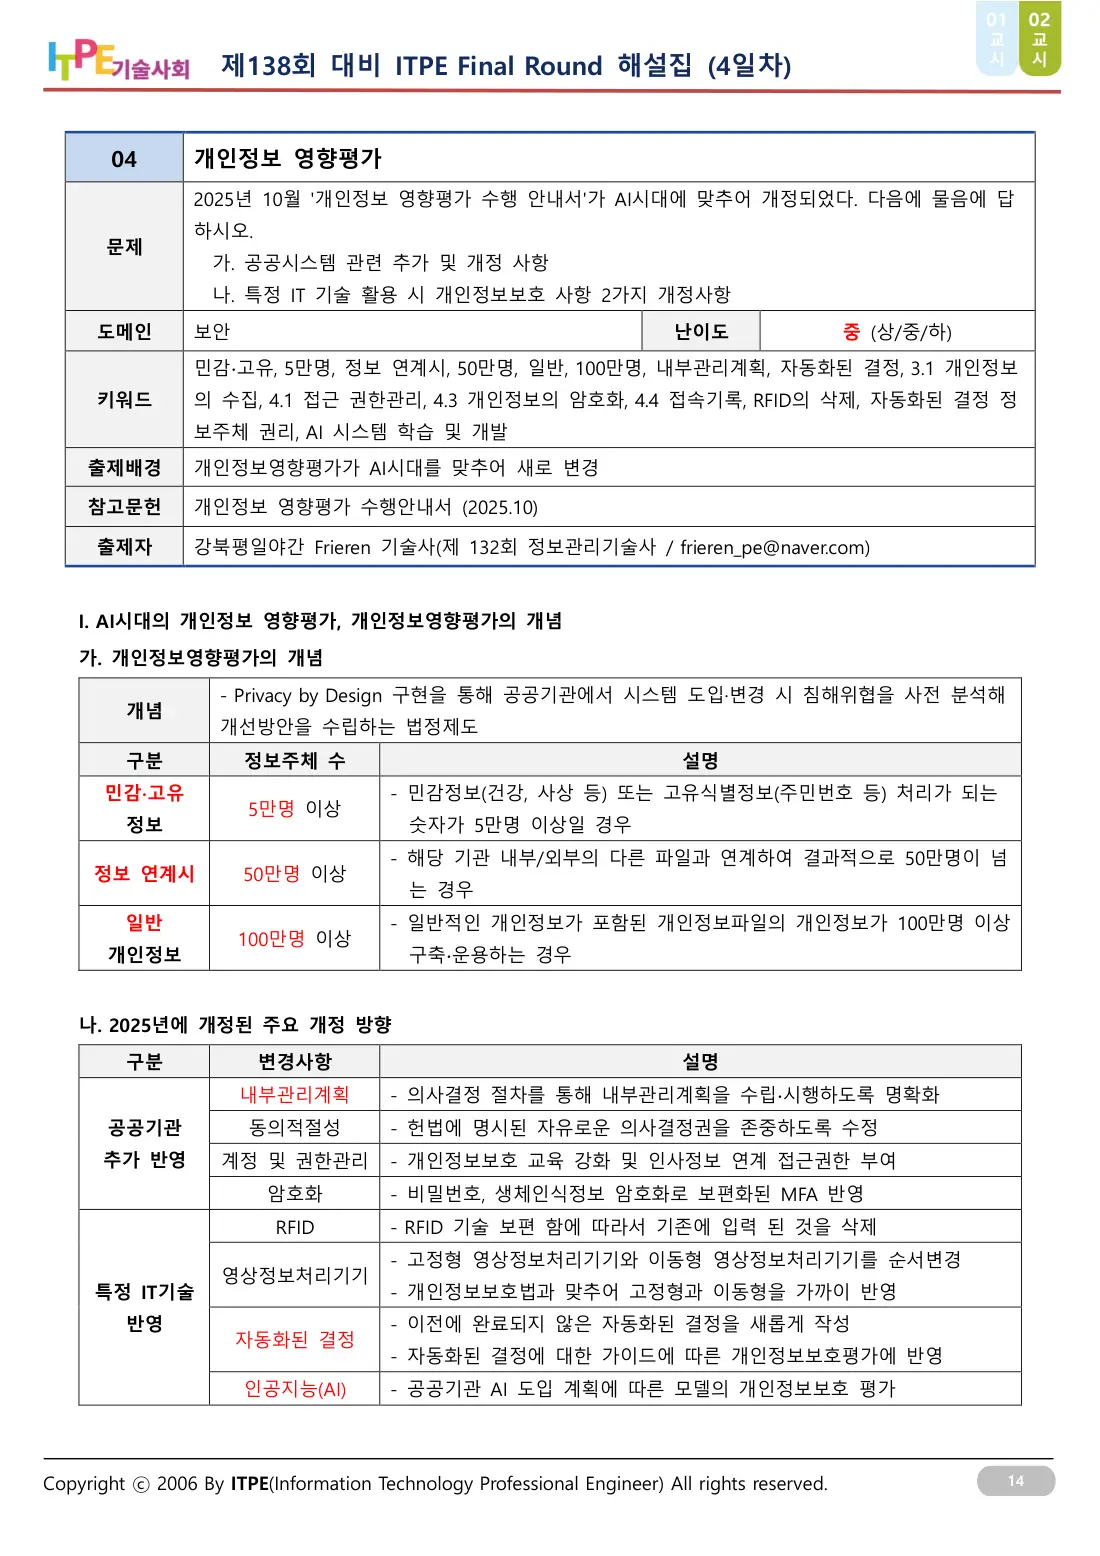 ITPE기술사회 제138회 대비 ITPE Final Round 해설집 (4일차)
01 교시
02 교시
04 개인정보 영향평가
문제
2025년 10월 '개인정보 영향평가 수행 안내서'가 AI시대에 맞추어 개정되었다. 다음에 물음에 답
하시오.
가. 공공시스템 관련 추가 및 개정 사항
나. 특정 IT 기술 활용 시 개인정보보호 사항 2가지 개정사항
도메인 보안 난이도 중 (상/중/하)
키워드
민감·고유, 5만명, 정보 연계시, 50만명, 일반, 100만명, 내부관리계획, 자동화된 결정, 3.1 개인정보
의 수집, 4.1 접근 권한관리, 4.3 개인정보의 암호화, 4.4 접속기록, RFID의 삭제, 자동화된 결정 정
보주체 권리, AI 시스템 학습 및 개발
출제배경 개인정보영향평가가 AI시대를 맞추어 새로 변경
참고문헌 개인정보 영향평가 수행안내서 (2025.10)
출제자 강북평일야간 Frieren 기술사(제 132회 정보관리기술사 / frieren_pe@naver.com)
I. AI시대의 개인정보 영향평가, 개인정보영향평가의 개념
가. 개인정보영향평가의 개념
개념
- Privacy by Design 구현을 통해 공공기관에서 시스템 도입·변경 시 침해위협을 사전 분석해
개선방안을 수립하는 법정제도
구분 정보주체 수 설명
민감·고유
정보
5만명 이상
- 민감정보(건강, 사상 등) 또는 고유식별정보(주민번호 등) 처리가 되는
숫자가 5만명 이상일 경우
정보 연계시 50만명 이상
- 해당 기관 내부/외부의 다른 파일과 연계하여 결과적으로 50만명이 넘
는 경우
일반
개인정보
100만명 이상
- 일반적인 개인정보가 포함된 개인정보파일의 개인정보가 100만명 이상
구축·운용하는 경우
나. 2025년에 개정된 주요 개정 방향
구분 변경사항 설명
공공기관
추가 반영
내부관리계획 - 의사결정 절차를 통해 내부관리계획을 수립·시행하도록 명확화
동의적절성 - 헌법에 명시된 자유로운 의사결정권을 존중하도록 수정
계정 및 권한관리 - 개인정보보호 교육 강화 및 인사정보 연계 접근권한 부여
암호화 - 비밀번호, 생체인식정보 암호화로 보편화된 MFA 반영
특정 IT기술
반영
RFID - RFID 기술 보편 함에 따라서 기존에 입력 된 것을 삭제
영상정보처리기기
- 고정형 영상정보처리기기와 이동형 영상정보처리기기를 순서변경
- 개인정보보호법과 맞추어 고정형과 이동형을 가까이 반영
자동화된 결정
- 이전에 완료되지 않은 자동화된 결정을 새롭게 작성
- 자동화된 결정에 대한 가이드에 따른 개인정보보호평가에 반영
인공지능(AI) - 공공기관 AI 도입 계획에 따른 모델의 개인정보보호 평가
Copyright ⓒ 2006 By ITPE(Information Technology Professional Engineer) All rights reserved.
14